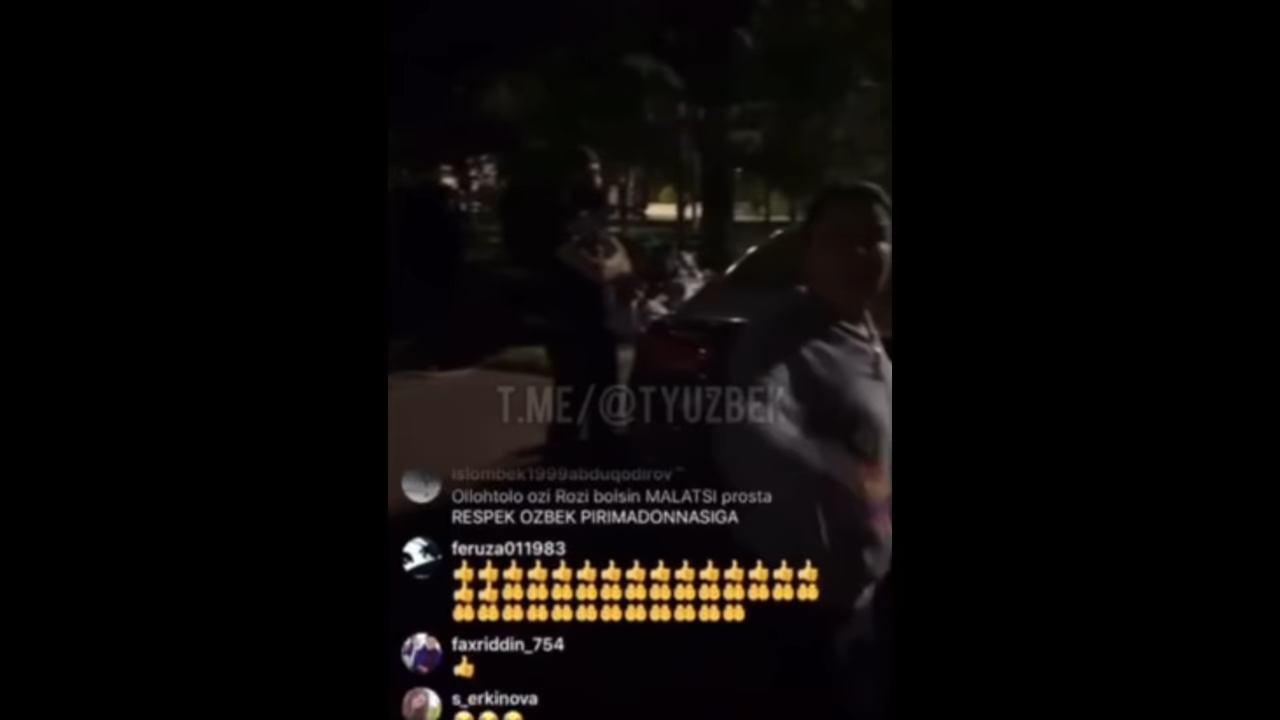 T.ME/@TYUZBEK
islombek1999abduqodirov
Ollohtolo ozi Rozi bolsin MALATSI prosta
RESPEK OZBEK PIRIMADONNASIGA
feruza011983
👍👍👍👍👍👍👍👍👍👍👍👍👍👍👍
👍👍🤲🤲🤲🤲🤲🤲🤲🤲🤲🤲🤲🤲🤲
🤲🤲🤲🤲🤲🤲🤲🤲🤲🤲🤲🤲
faxriddin_754
👍
s_erkinova